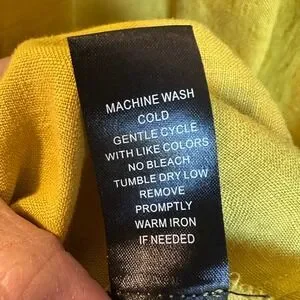 MACHINE WASH
COLD
GENTLE CYCLE
WITH LIKE COLORS
NO BLEACH
TUMBLE DRY LOW
REMOVE
PROMPTLY
WARM IRON
IF NEEDED